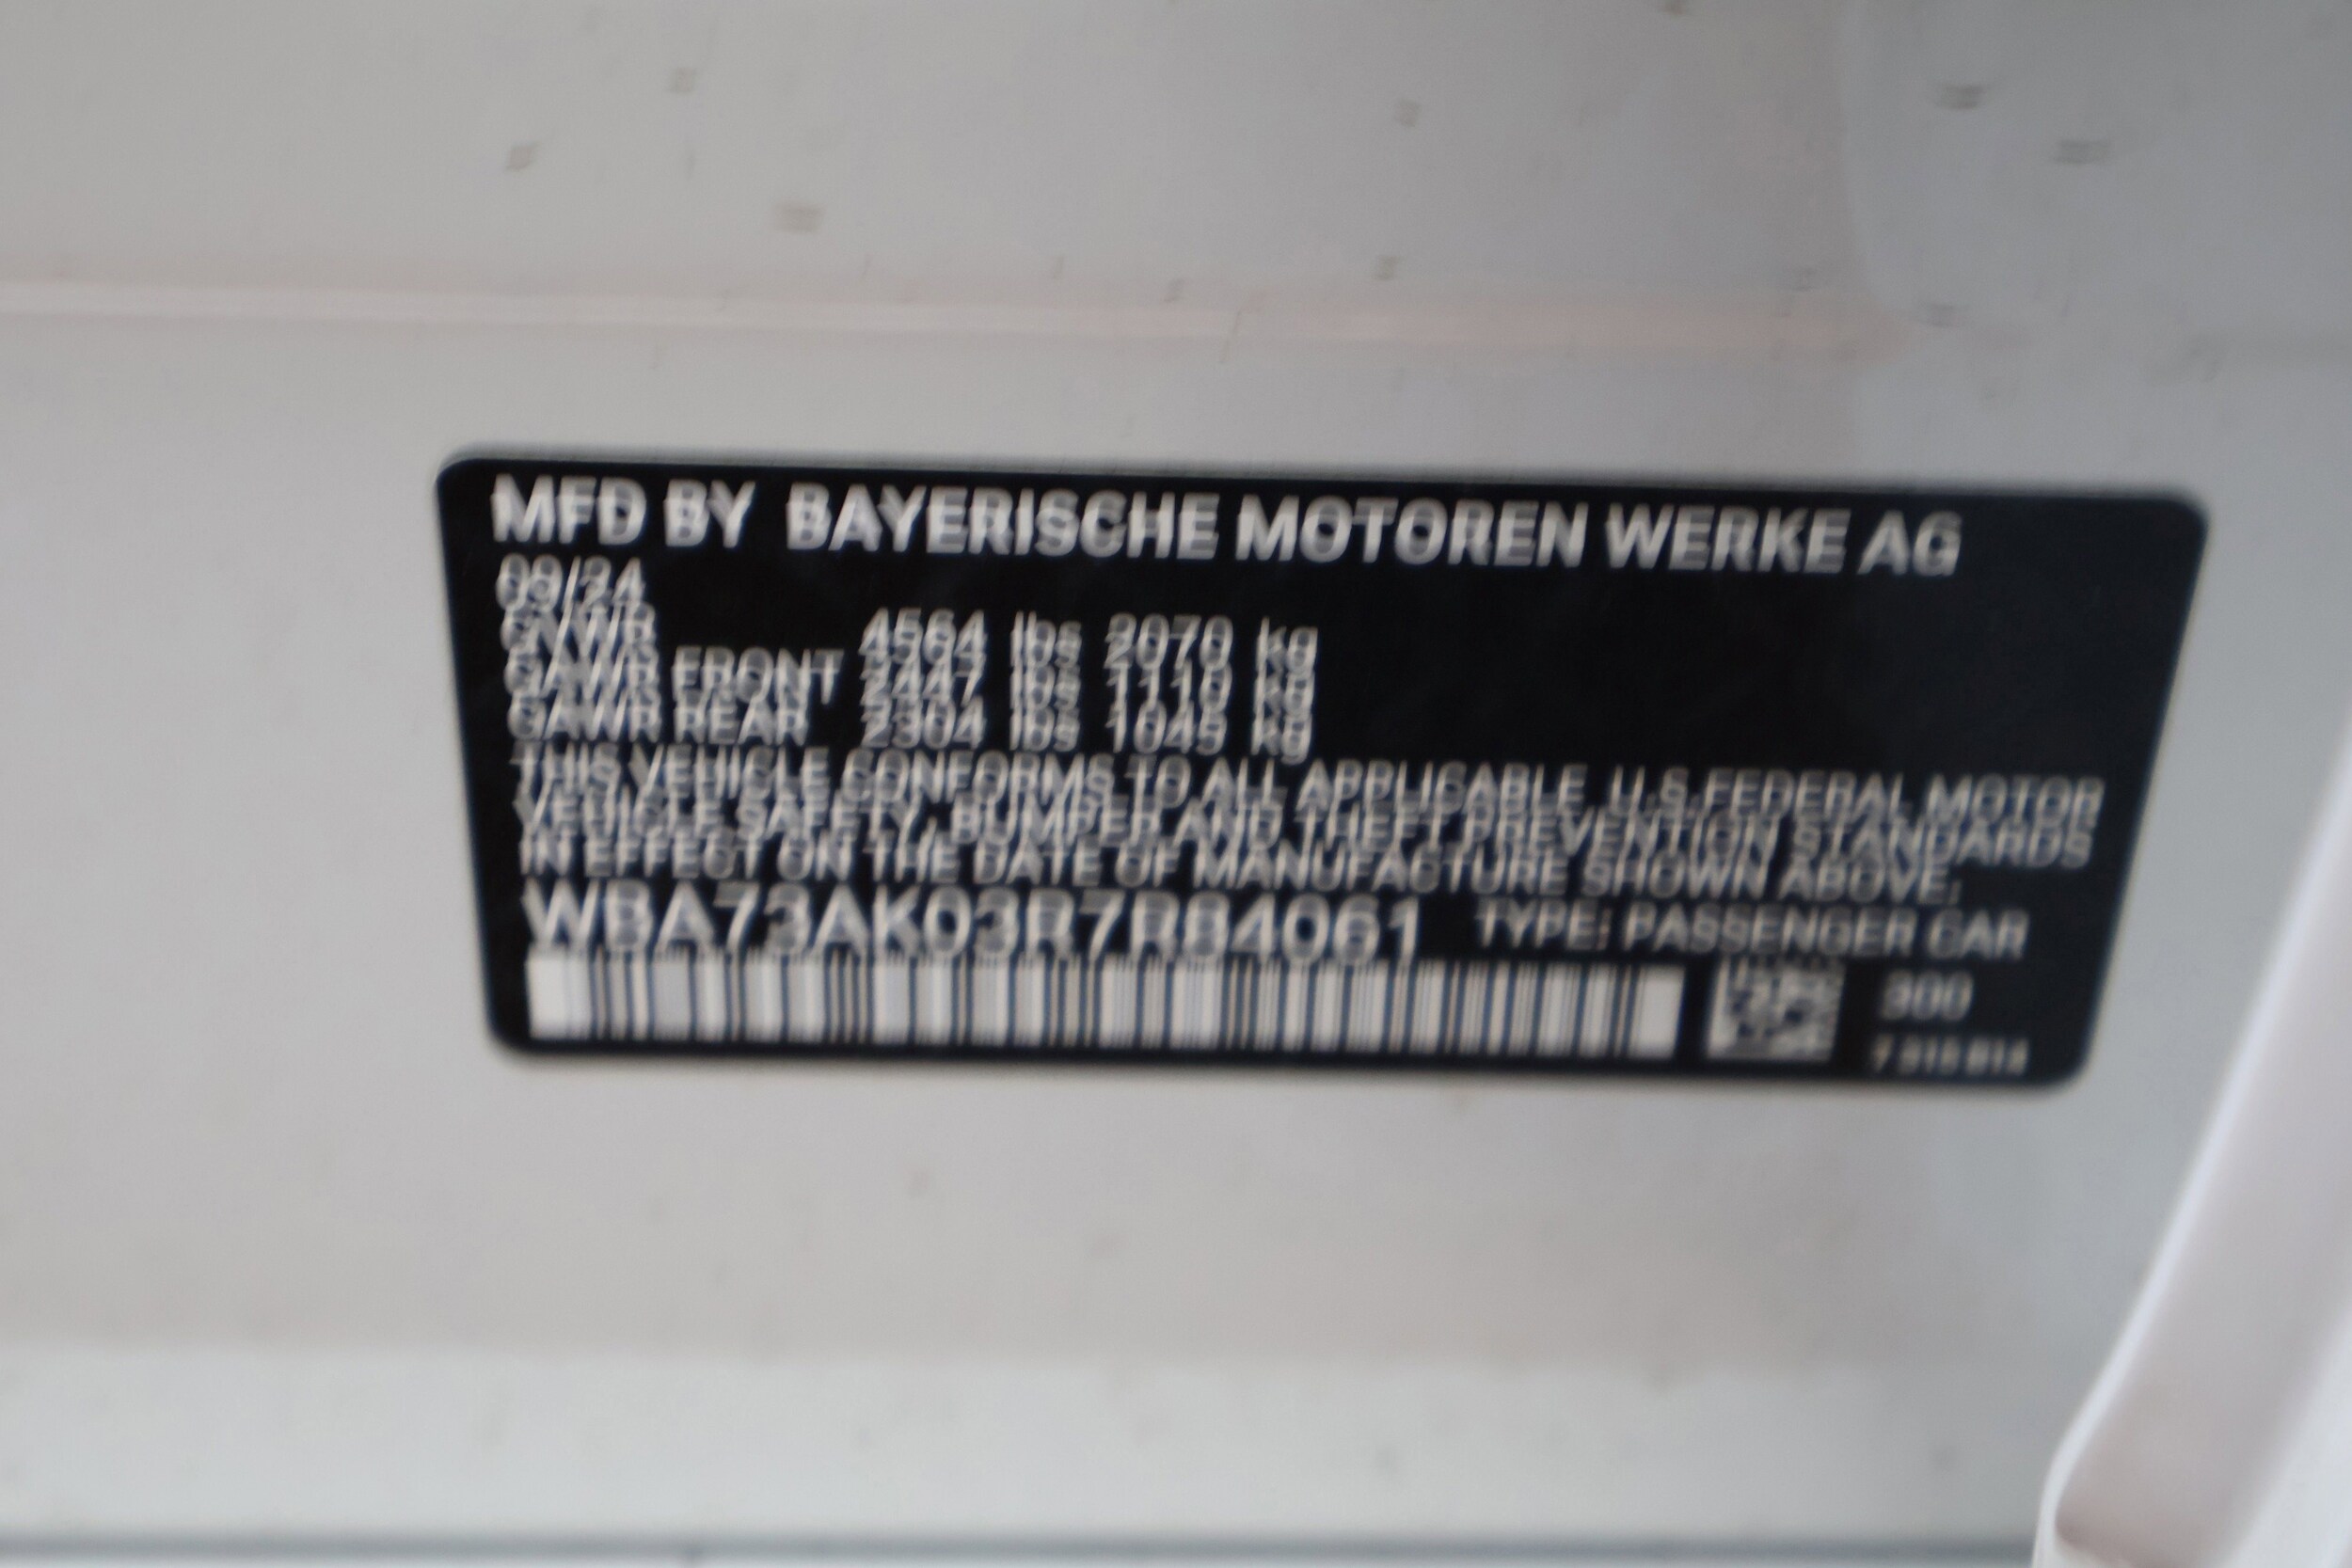 MFD BY BAYERISCHE MOTOREN WERKE AG
09/24
GVWR 4564 lbs 2070 kg
GAWR FRONT 2447 lbs 1110 kg
GAWR REAR 2304 lbs 1045 kg
THIS VEHICLE CONFORMS TO ALL APPLICABLE U.S.FEDERAL MOTOR
VEHICLE SAFETY, BUMPER AND THEFT PREVENTION STANDARDS
IN EFFECT ON THE DATE OF MANUFACTURE SHOWN ABOVE.
TYPE: PASSENGER CAR
300